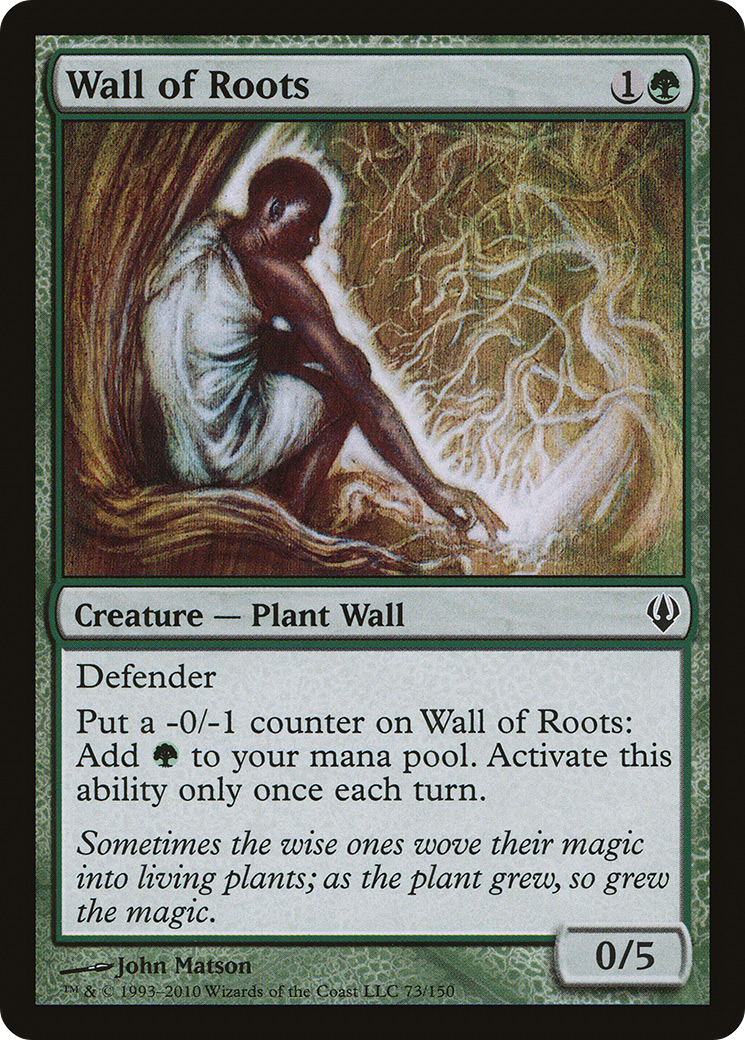 Wall of Roots 1
Creature — Plant Wall
Defender
Put a -0/-1 counter on Wall of Roots:
Add to your mana pool. Activate this
ability only once each turn.
Sometimes the wise ones wove their magic
into living plants; as the plant grew, so grew
the magic.
0/5
John Matson
™ & © 1993–2010 Wizards of the Coast LLC 73/150